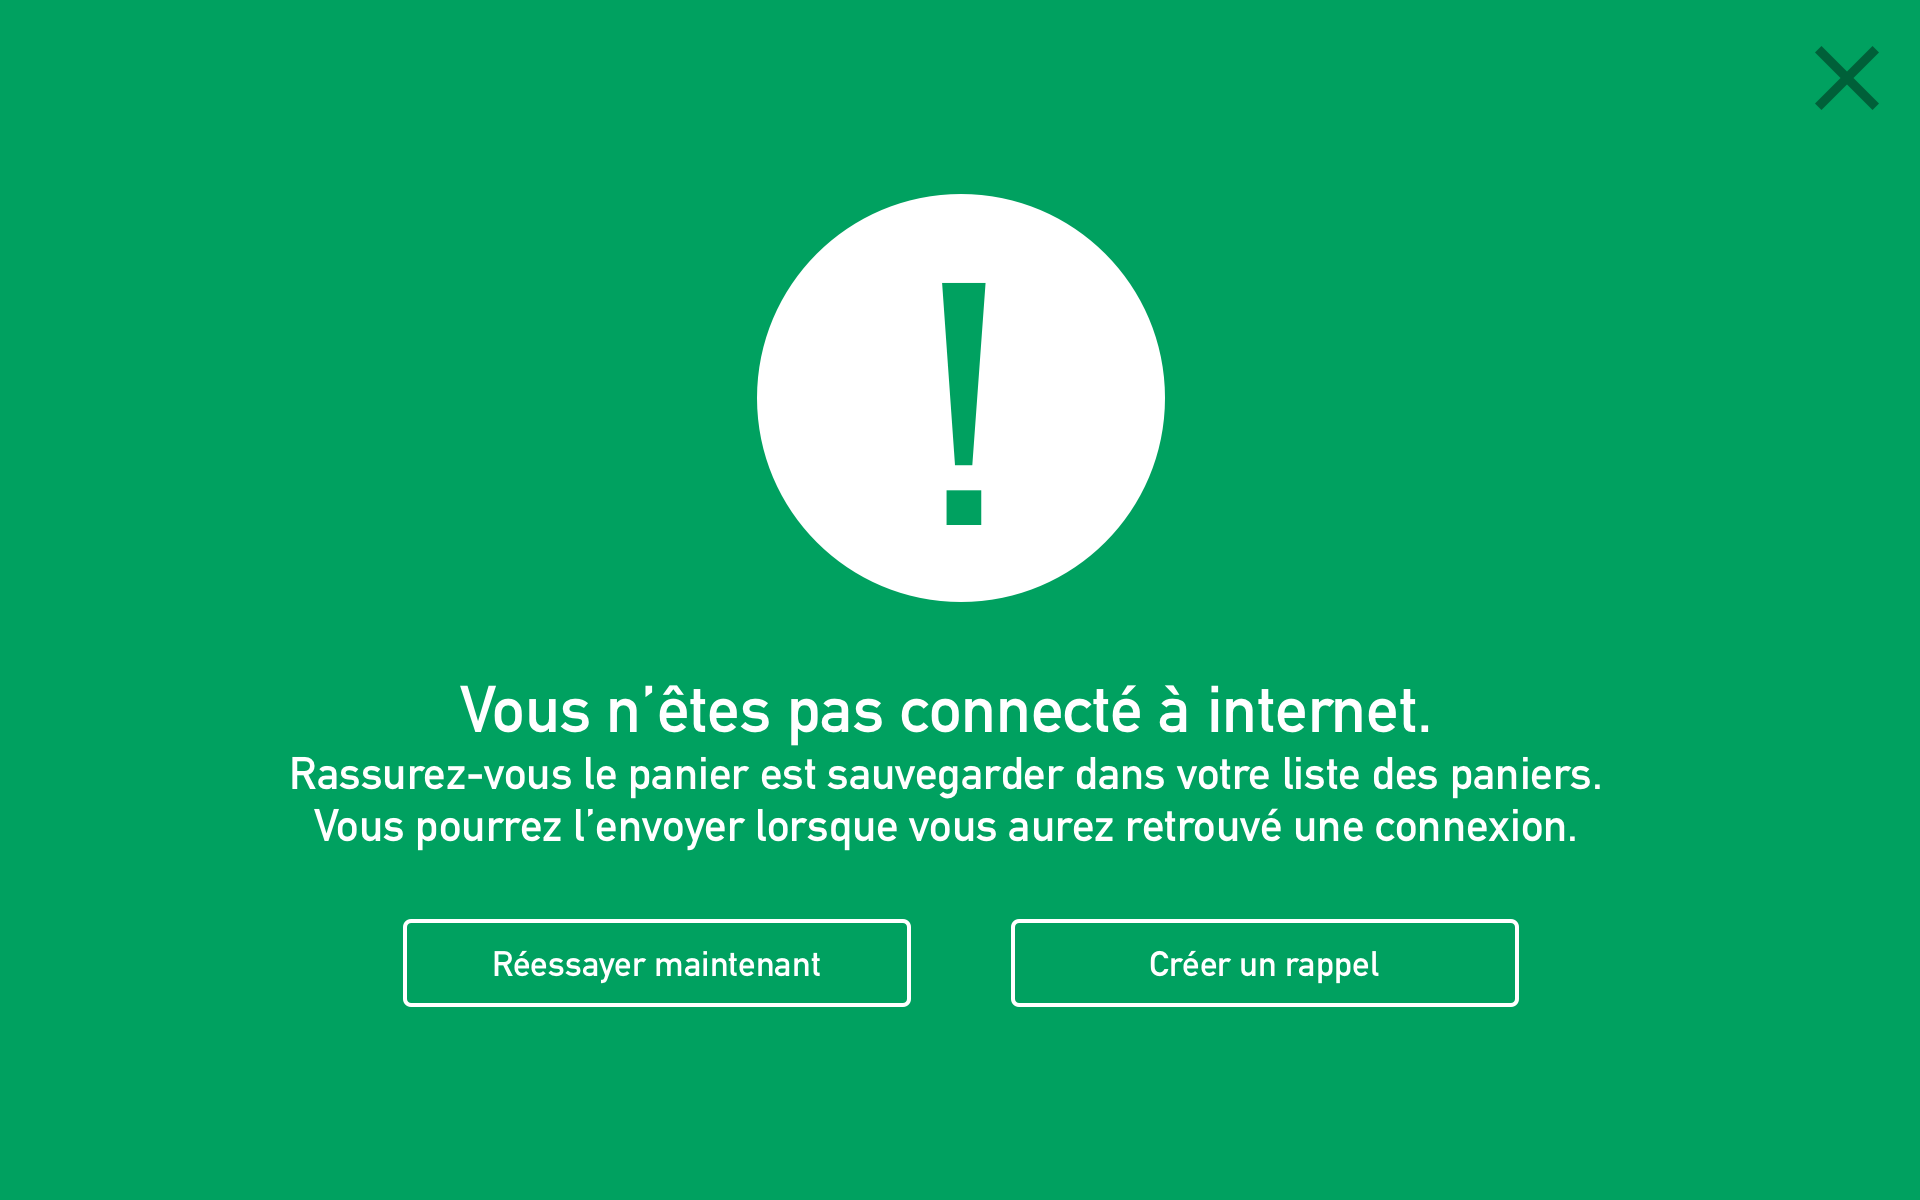 !
Vous n’êtes pas connecté à internet.
Rassurez-vous le panier est sauvegarder dans votre liste des paniers.
Vous pourrez l’envoyer lorsque vous aurez retrouvé une connexion.
Réessayer maintenant
Créer un rappel